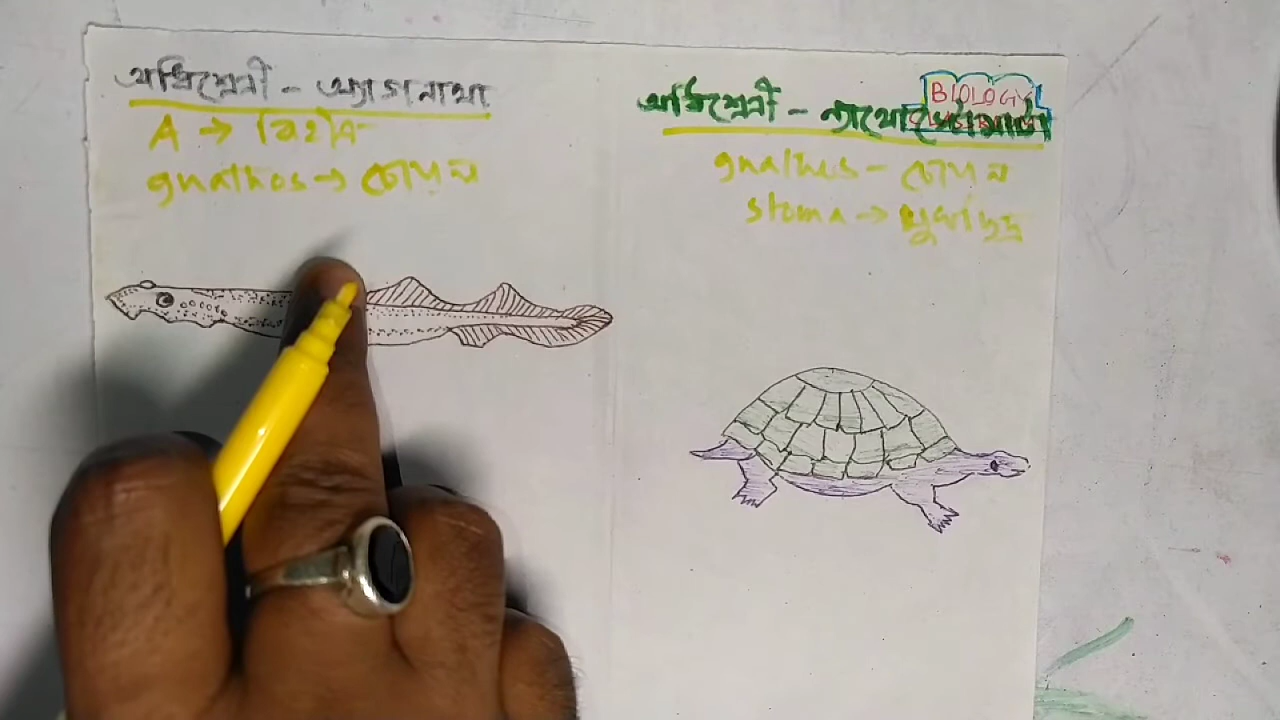 অধিশ্রেনী - অ্যাগনাথা
A →
gnathos → চোয়াল
অধিশ্রেনী -
gnathos - চোয়াল
stoma → মুখছিদ্র
BIOLOGY